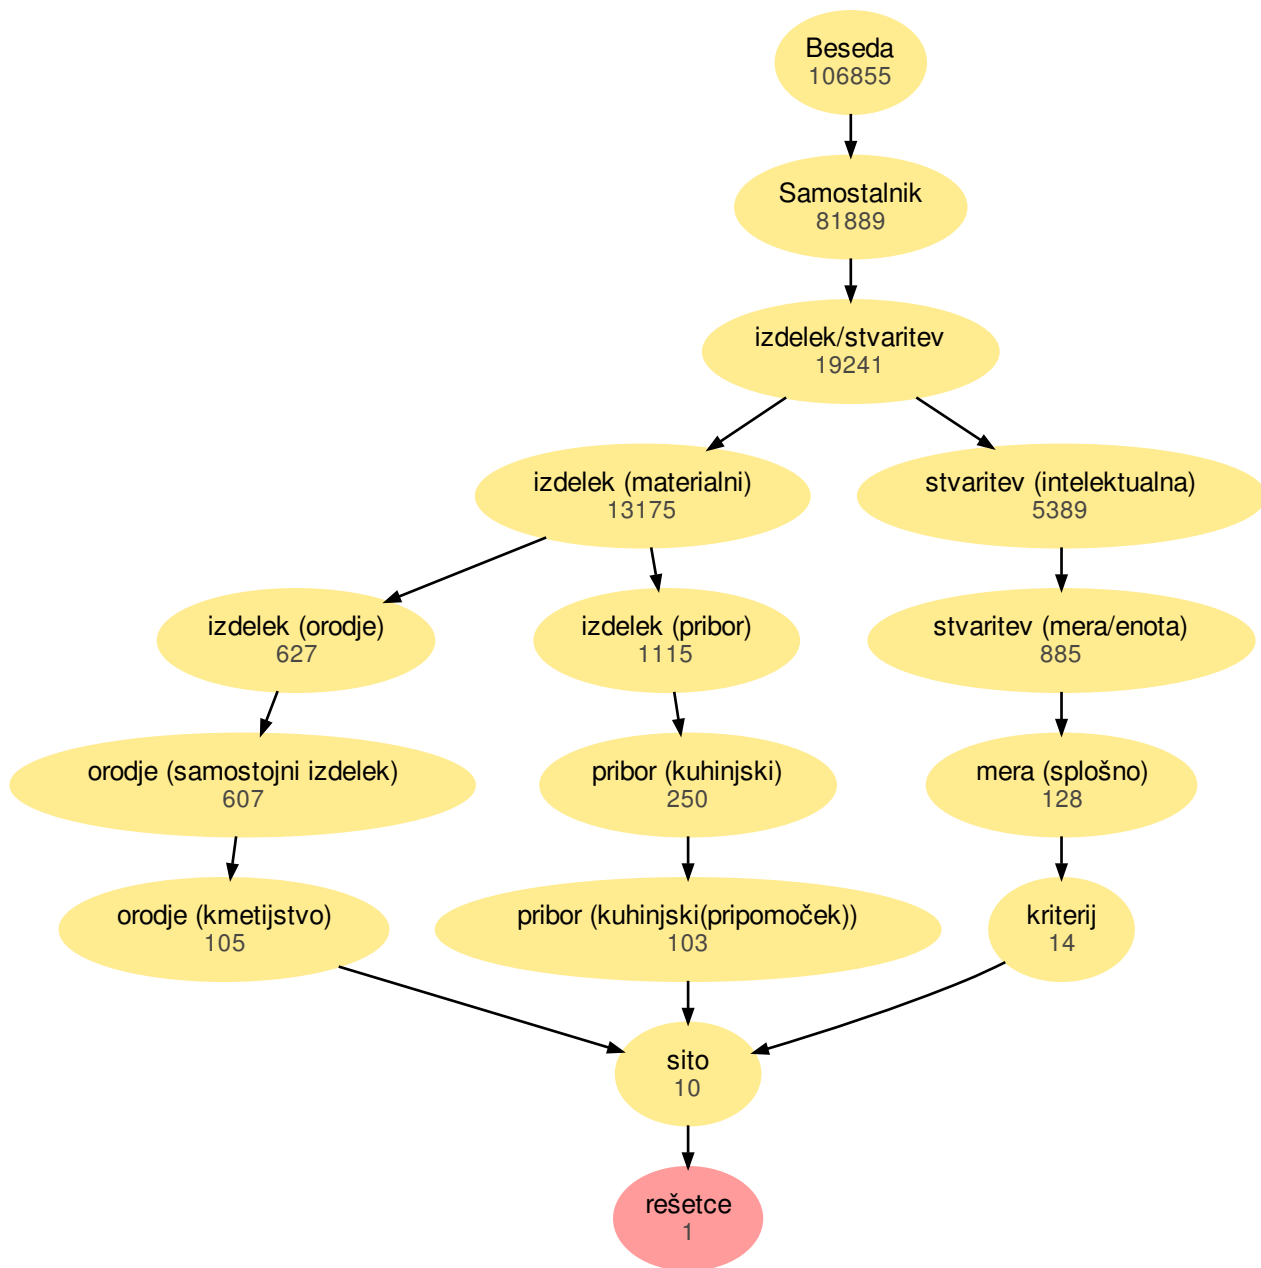 Beseda
106855
Samostalnik
81889
izdelek/stvaritev
19241
izdelek (materialni)
13175
stvaritev (intelektualna)
5389
izdelek (orodje)
627
izdelek (pribor)
1115
stvaritev (mera/enota)
885
orodje (samostojni izdelek)
607
pribor (kuhinjski)
250
mera (splošno)
128
orodje (kmetijstvo)
105
pribor (kuhinjski(pripomoček))
103
kriterij
14
sito
10
rešetce
1